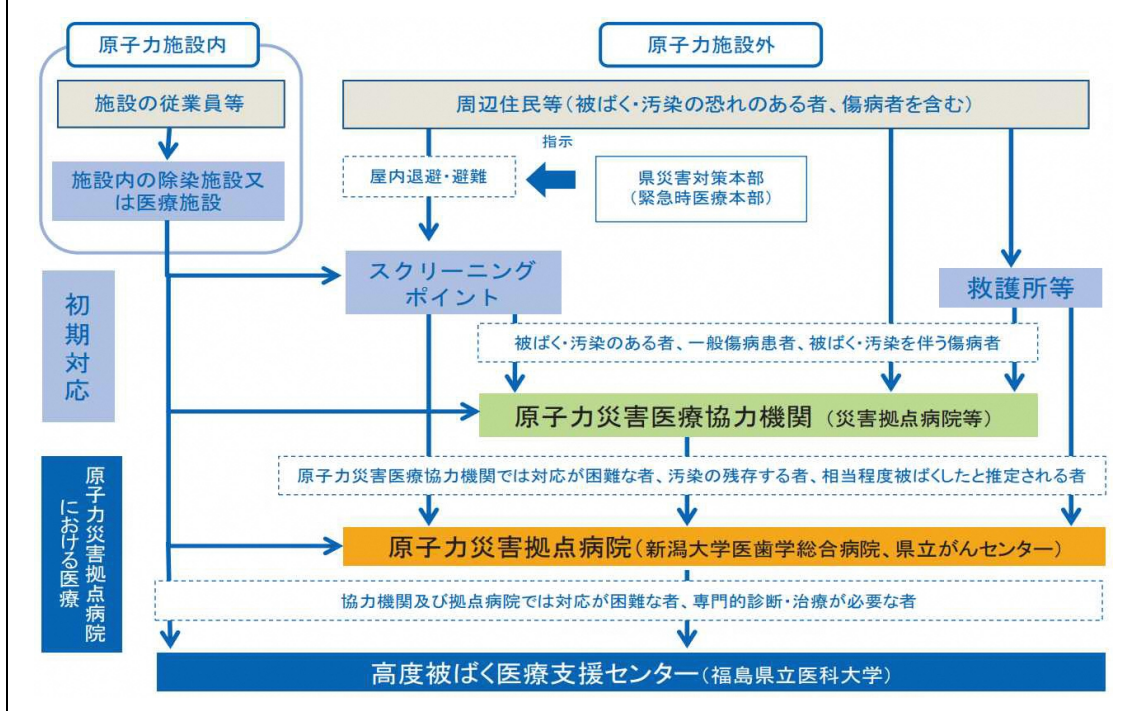 原子力施設内
原子力施設外
施設の従業員等
周辺住民等(被ばく・汚染の恐れのある者、傷病者を含む)
指示
施設内の除染施設又
は医療施設
屋内退避・避難
県災害対策本部
(緊急時医療本部)
初期対応
スクリーニング
ポイント
救護所等
被ばく・汚染のある者、一般傷病患者、被ばく・汚染を伴う傷病者
原子力災害医療協力機関(災害拠点病院等)
原子力災害拠点病院
における医療
原子力災害医療協力機関では対応が困難な者、汚染の残存する者、相当程度被ばくしたと推定される者
原子力災害拠点病院(新潟大学医歯学総合病院、県立がんセンター)
協力機関及び拠点病院では対応が困難な者、専門的診断・治療が必要な者
高度被ばく医療支援センター(福島県立医科大学)